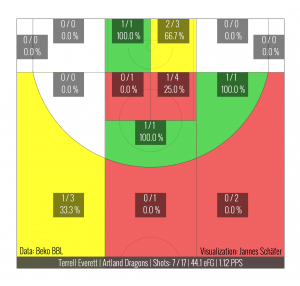 0 / 0
0.0 %
0 / 0
0.0 %
1 / 1
100.0 %
2 / 3
66.7 %
0 / 0
0.0 %
0 / 0
0.0 %
0 / 0
0.0 %
0 / 1
0.0 %
1 / 4
25.0 %
1 / 1
100.0 %
1 / 1
100.0 %
1 / 3
33.3 %
0 / 1
0.0 %
0 / 2
0.0 %
Data: Beko BBL
Visualization: Jannes Schäfer
Terrell Everett | Artland Dragons | Shots: 7 / 17 | 44.1 eFG | 1.12 PPS